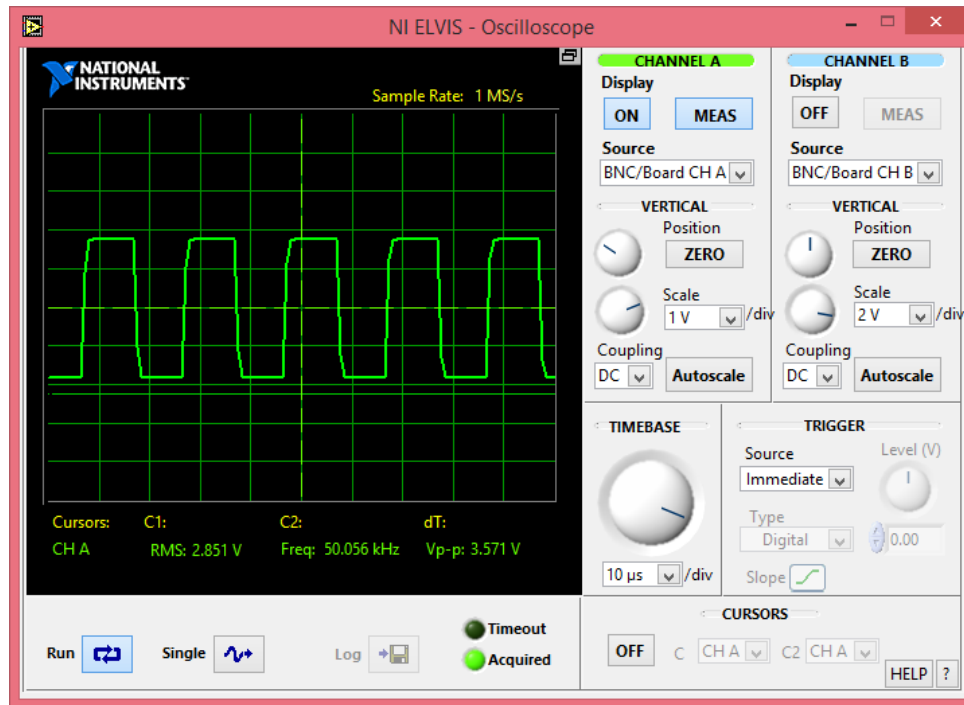 NI ELVIS - Oscilloscope
NATIONAL
INSTRUMENTS
Sample Rate: 1 MS/s
Cursors: C1: C2: dT:
CH A RMS: 2.851 V Freq: 50.056 kHz Vp-p: 3.571 V
CHANNEL A
Display
ON MEAS
Source
BNC/Board CH A
VERTICAL
Position
ZERO
Scale
1 V /div
Coupling
DC Autoscale
CHANNEL B
Display
OFF MEAS
Source
BNC/Board CH B
VERTICAL
Position
ZERO
Scale
2 V /div
Coupling
DC Autoscale
TIMEBASE
10 µs /div
TRIGGER
Source Level (V)
Immediate
Type
Digital 0.00
Slope
Run Single Log
Timeout
Acquired
CURSORS
OFF C CH A C2 CH A
HELP ?